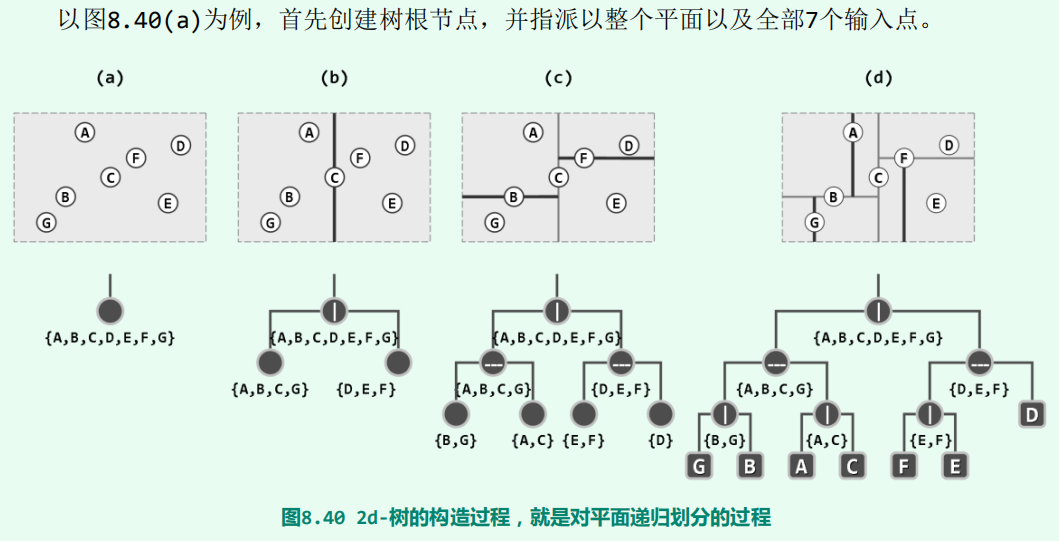 以图8.40(a)为例，首先创建树根节点，并指派以整个平面以及全部7个输入点。
(a) (b) (c) (d)
A D F C B E G
A D F C B E G
A D F C B E G
A D F C B E G
{A,B,C,D,E,F,G}
{A,B,C,D,E,F,G}
{A,B,C,G} {D,E,F}
{A,B,C,D,E,F,G}
{A,B,C,G} {D,E,F}
{B,G} {A,C} {E,F} {D}
{A,B,C,D,E,F,G}
{A,B,C,G} {D,E,F}
{B,G} {A,C} {E,F} D
G B A C F E
图8.40 2d-树的构造过程，就是对平面递归划分的过程